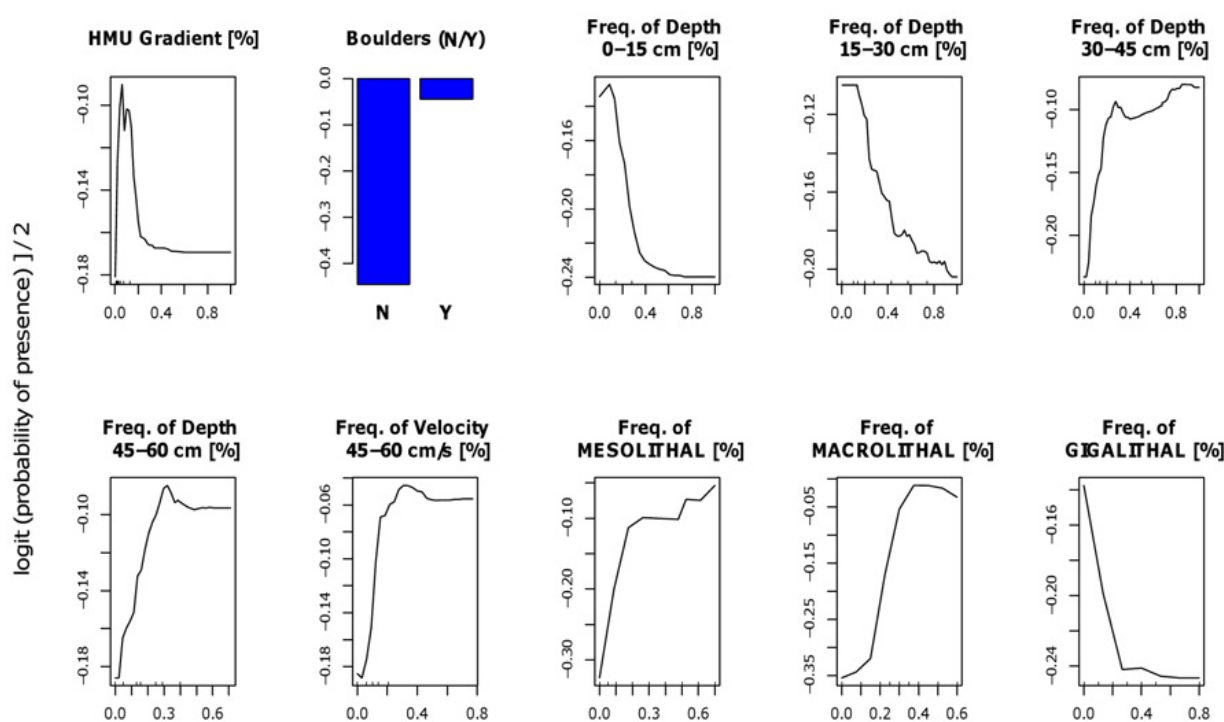 HMU Gradient [%]
Boulders (N/Y)
Freq. of Depth
0–15 cm [%]
Freq. of Depth
15–30 cm [%]
Freq. of Depth
30–45 cm [%]
−0.10
−0.14
−0.18
0.0 0.4 0.8
0.0
−0.1
−0.2
−0.3
−0.4
N Y
−0.16
−0.20
−0.24
0.0 0.4 0.8
−0.12
−0.16
−0.20
0.0 0.4 0.8
−0.10
−0.15
−0.20
0.0 0.4 0.8
logit (probability of presence) ] / 2
Freq. of Depth
45–60 cm [%]
Freq. of Velocity
45–60 cm/s [%]
Freq. of
MESOLITHAL [%]
Freq. of
MACROLITHAL [%]
Freq. of
GIGALITHAL [%]
−0.10
−0.14
−0.18
0.0 0.2 0.6
−0.06
−0.10
−0.14
−0.18
0.0 0.4 0.8
−0.10
−0.20
−0.30
0.0 0.2 0.4 0.6
−0.05
−0.15
−0.25
−0.35
0.0 0.2 0.4 0.6
−0.16
−0.20
−0.24
0.0 0.4 0.8